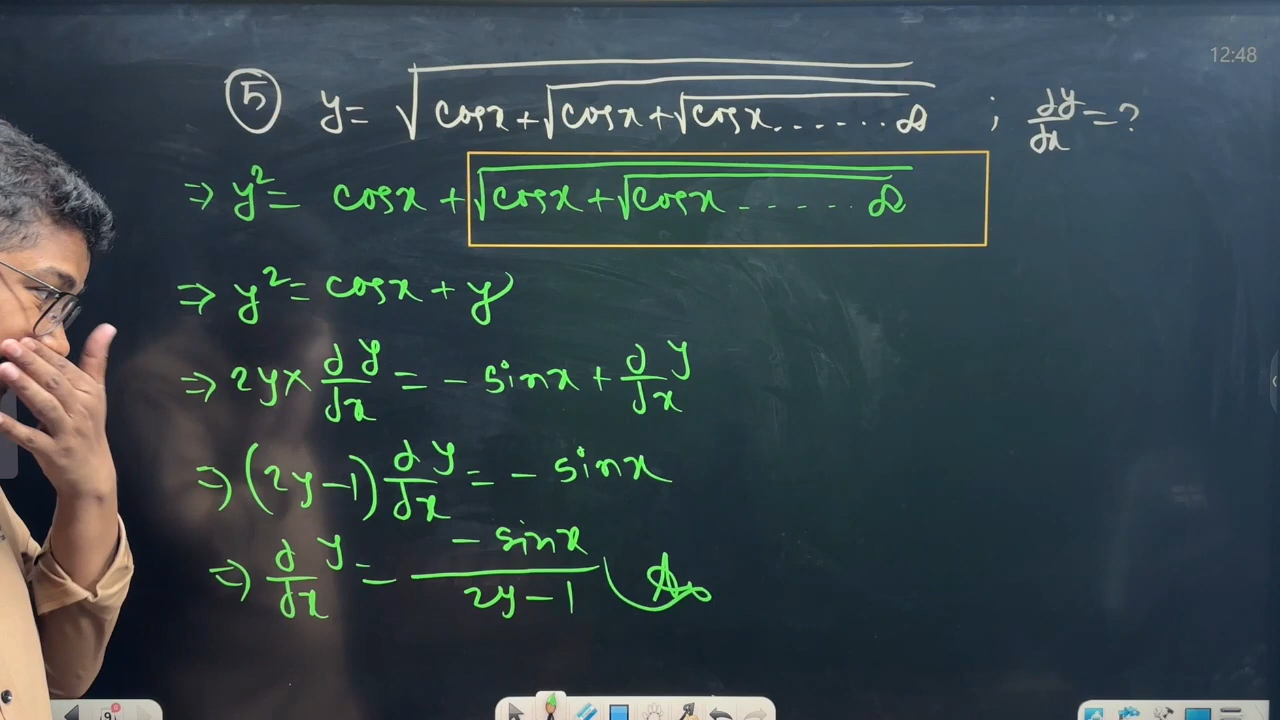 12:48
⑤ y = √(cosx + √(cosx + √(cosx ....... ∞ ; dy/dx = ?
⇒ y² = cosx + √(cosx + √(cosx ...... ∞
⇒ y² = cosx + y
⇒ 2y × dy/dx = - sinx + dy/dx
⇒ (2y - 1) dy/dx = - sinx
⇒ dy/dx = - sinx / 2y - 1